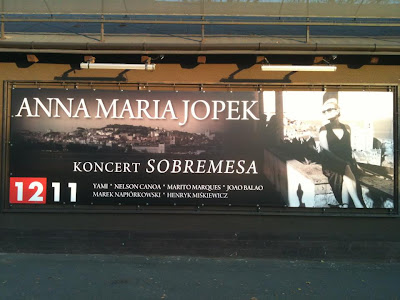 ANNA MARIA JOPEK
KONCERT SOBREMESA
12 11
YAMI * NELSON CANOA * MARITO MARQUES * JOAO BALAO
MAREK NAPIÓRKOWSKI * HENRYK MIŚKIEWICZ